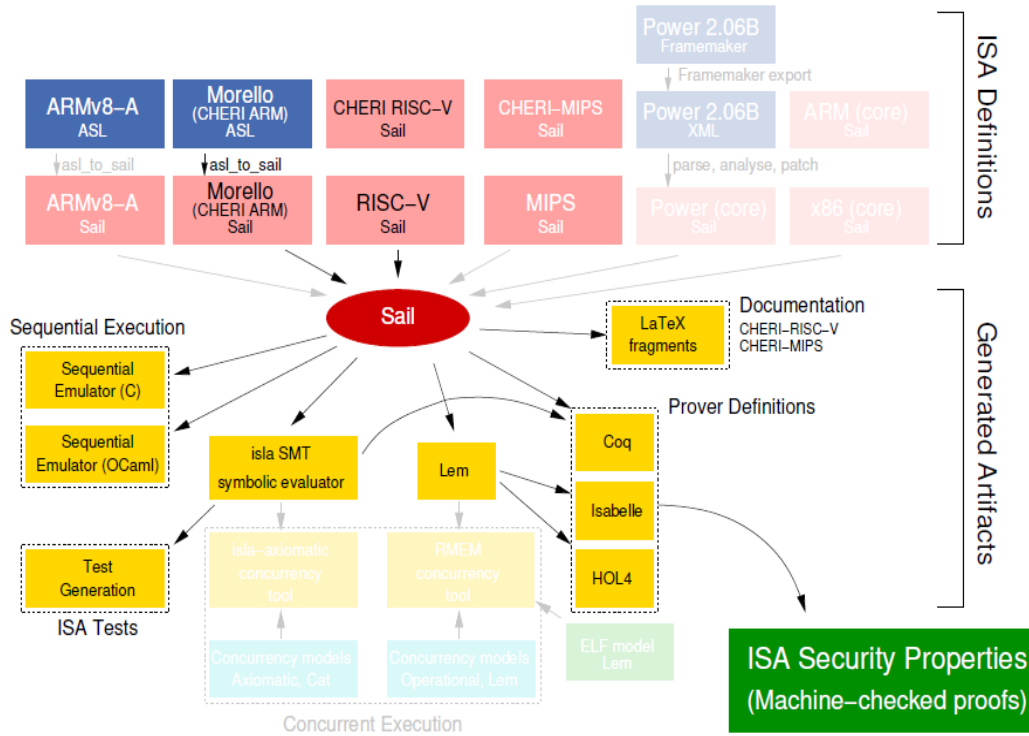 Power 2.06B
Framemaker
Framemaker export
ARMv8-A
ASL
Morello
(CHERI ARM)
ASL
CHERI RISC-V
Sail
CHERI-MIPS
Sail
Power 2.06B
XML
ARM (core)
Sail
asl_to_sail
asl_to_sail
parse, analyse, patch
ARMv8-A
Sail
Morello
(CHERI ARM)
Sail
RISC-V
Sail
MIPS
Sail
Power (core)
Sail
x86 (core)
Sail
ISA Definitions
Sail
Sequential Execution
Sequential
Emulator (C)
Sequential
Emulator (OCaml)
LaTeX
fragments
Documentation
CHERI-RISC-V
CHERI-MIPS
Prover Definitions
isla SMT
symbolic evaluator
Lem
Coq
Isabelle
HOL4
Generated Artifacts
Test
Generation
ISA Tests
isla-axiomatic
concurrency
tool
RMEM
concurrency
tool
Concurrency models
Axiomatic, Cat
Concurrency models
Operational, Lem
ELF model
Lem
Concurrent Execution
ISA Security Properties
(Machine-checked proofs)